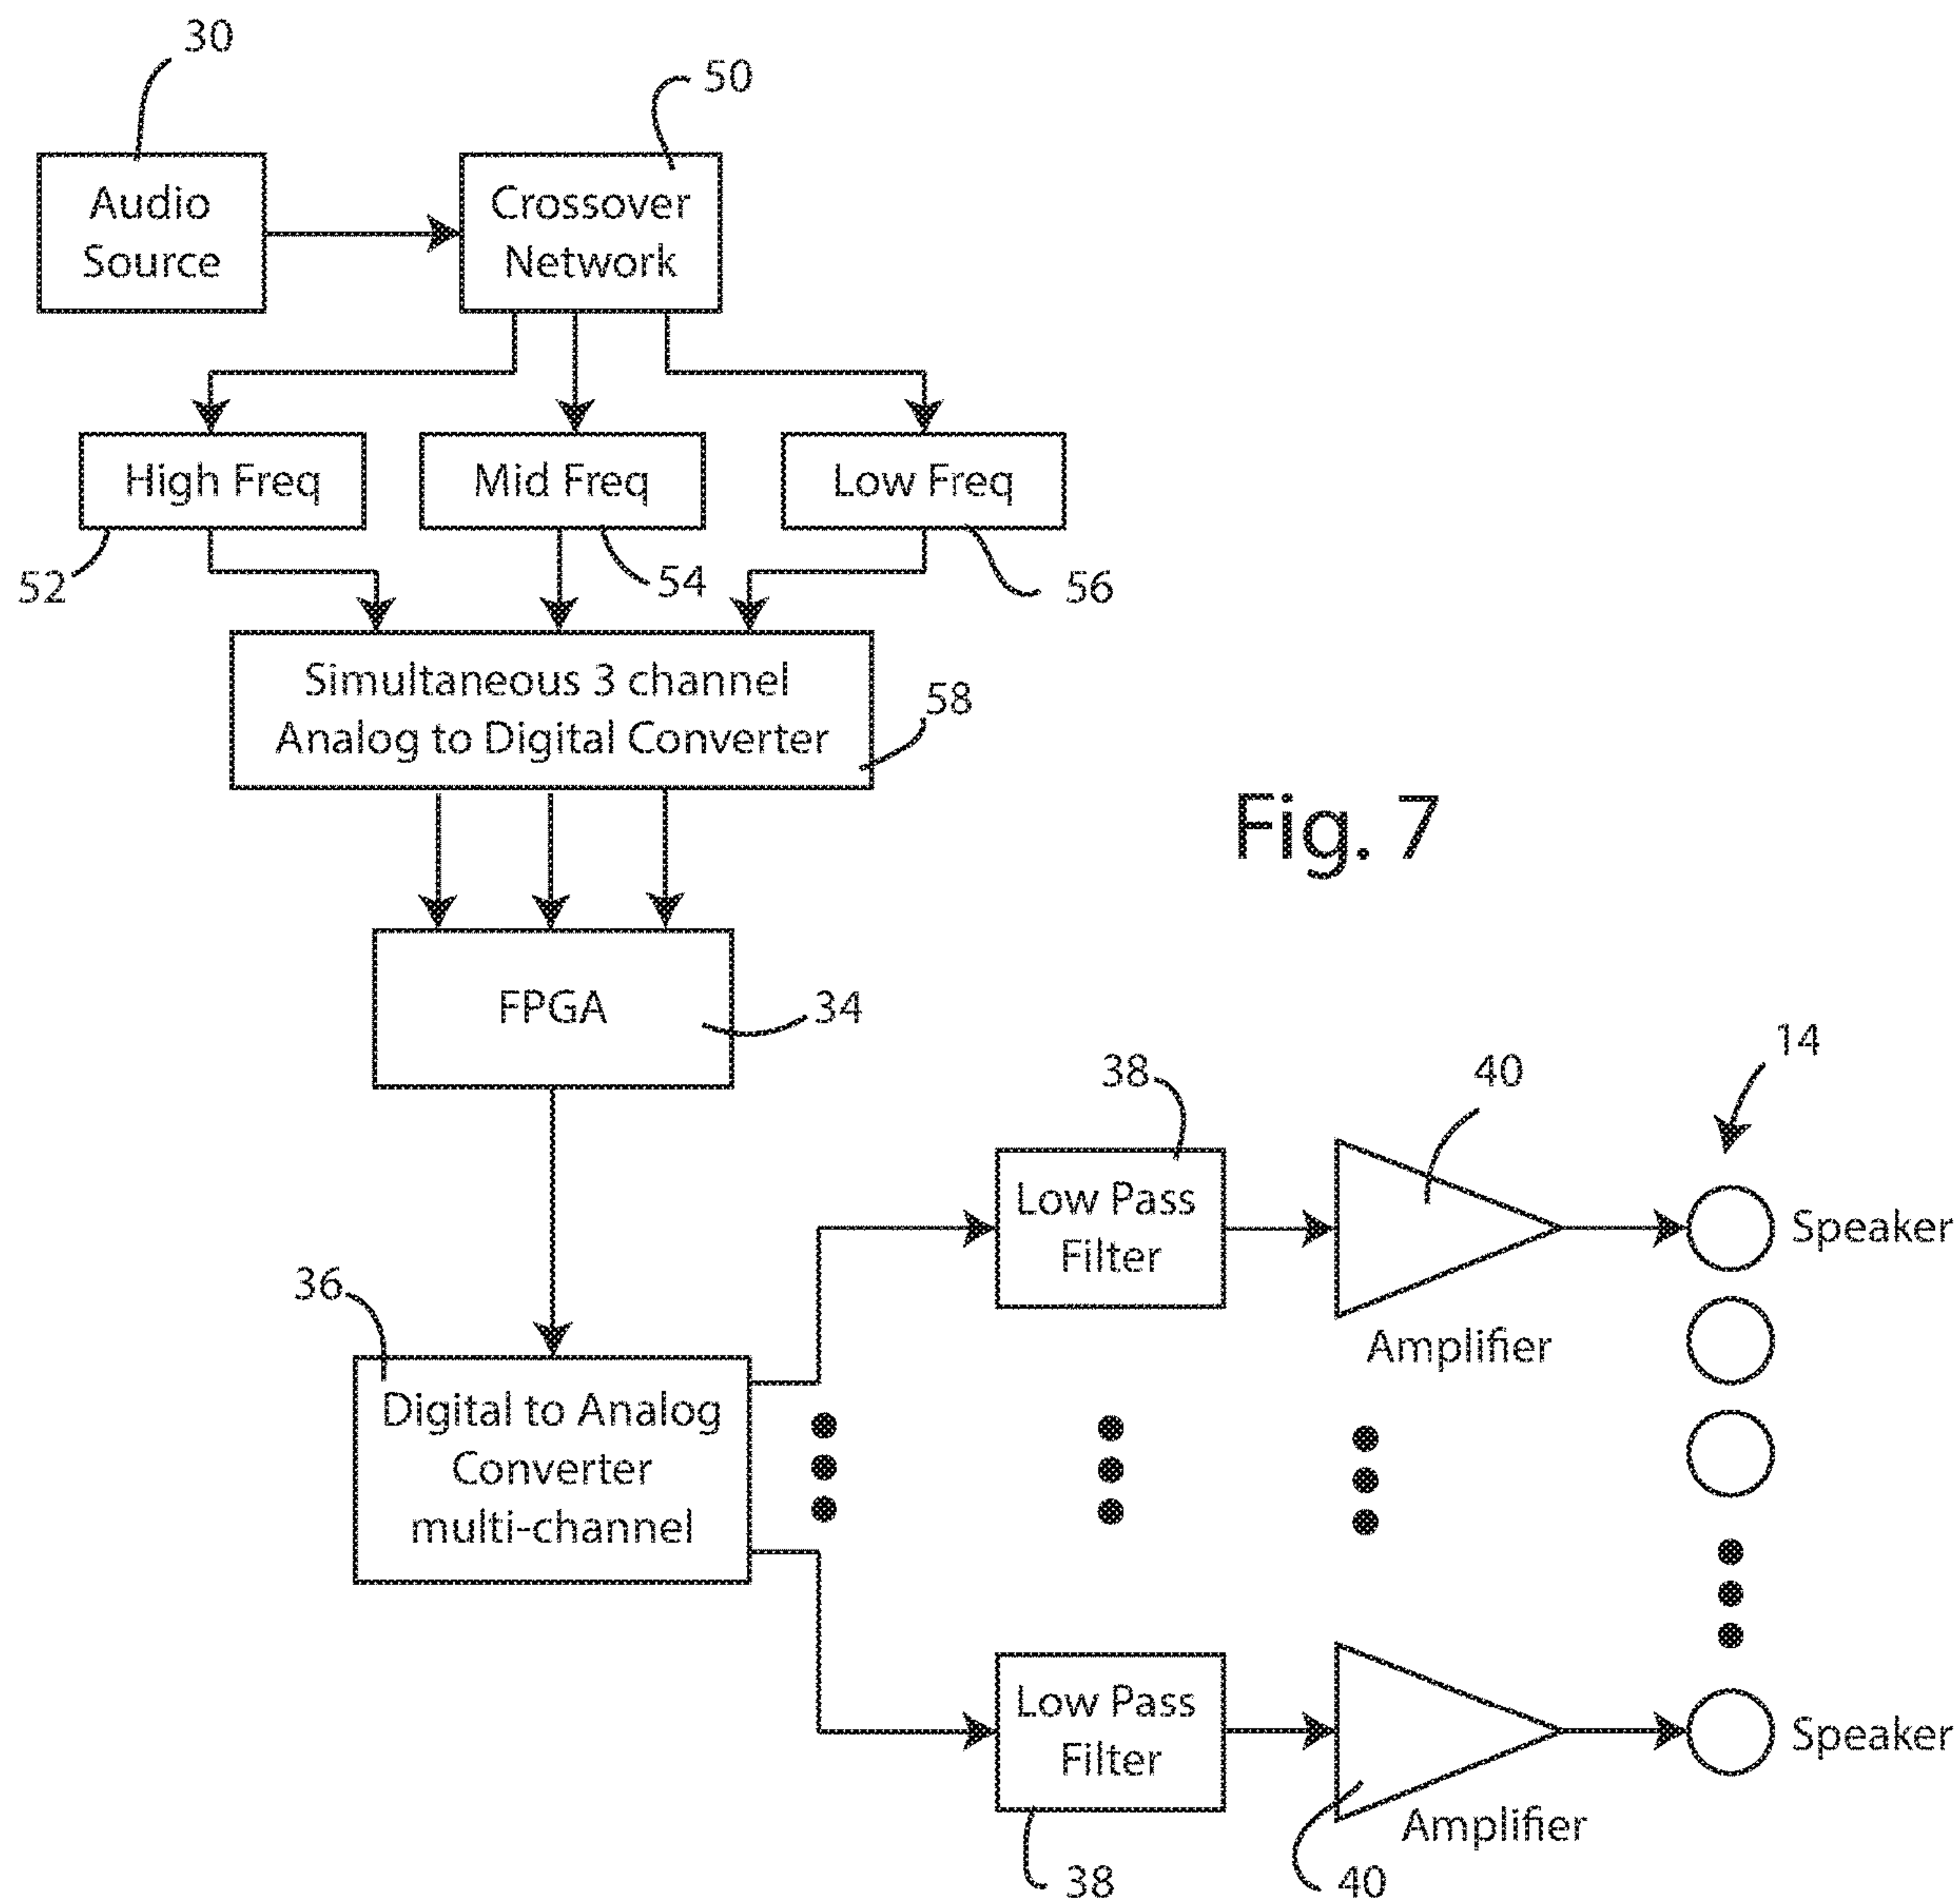 30
50
Audio
Source
Crossover
Network
High Freq
Mid Freq
Low Freq
52
54
56
Simultaneous 3 channel
Analog to Digital Converter
58
Fig. 7
FPGA
34
14
38
40
Low Pass
Filter
Speaker
36
Amplifier
Digital to Analog
Converter
multi-channel
Low Pass
Filter
Speaker
Amplifier
38
40